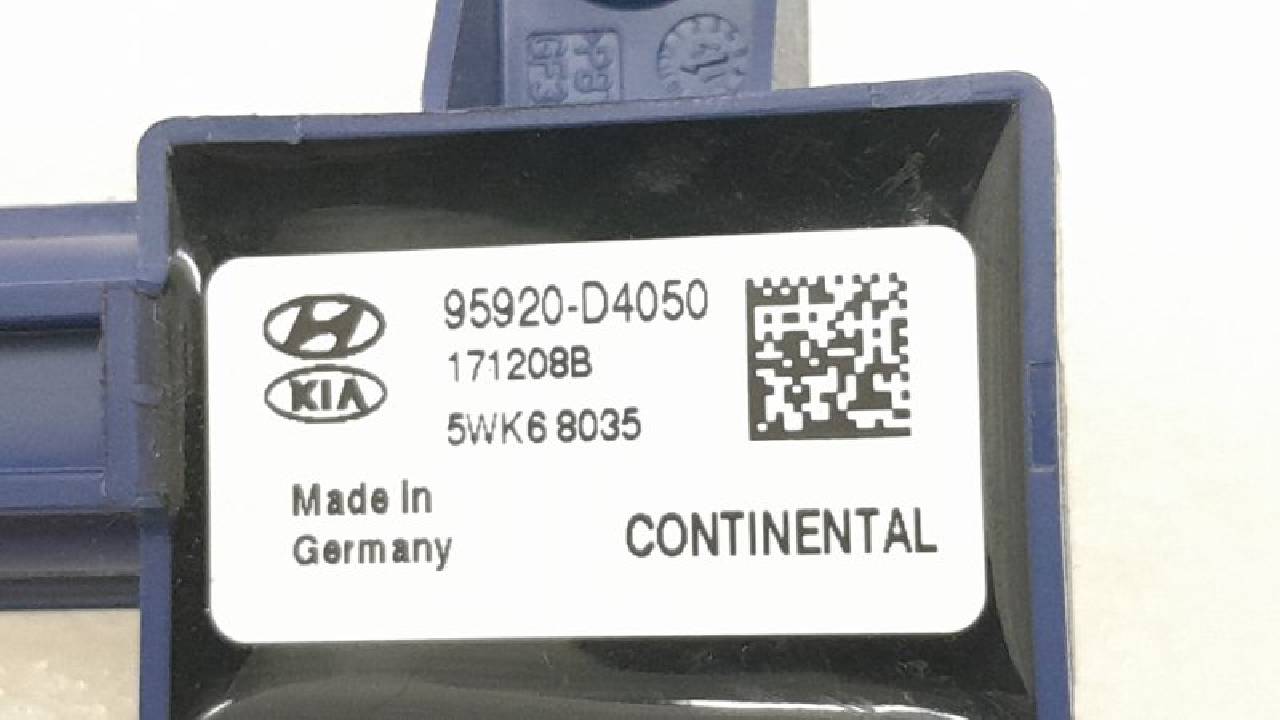 95920-D4050
171208B
KIA
5WK6 8035
Made In
Germany
CONTINENTAL